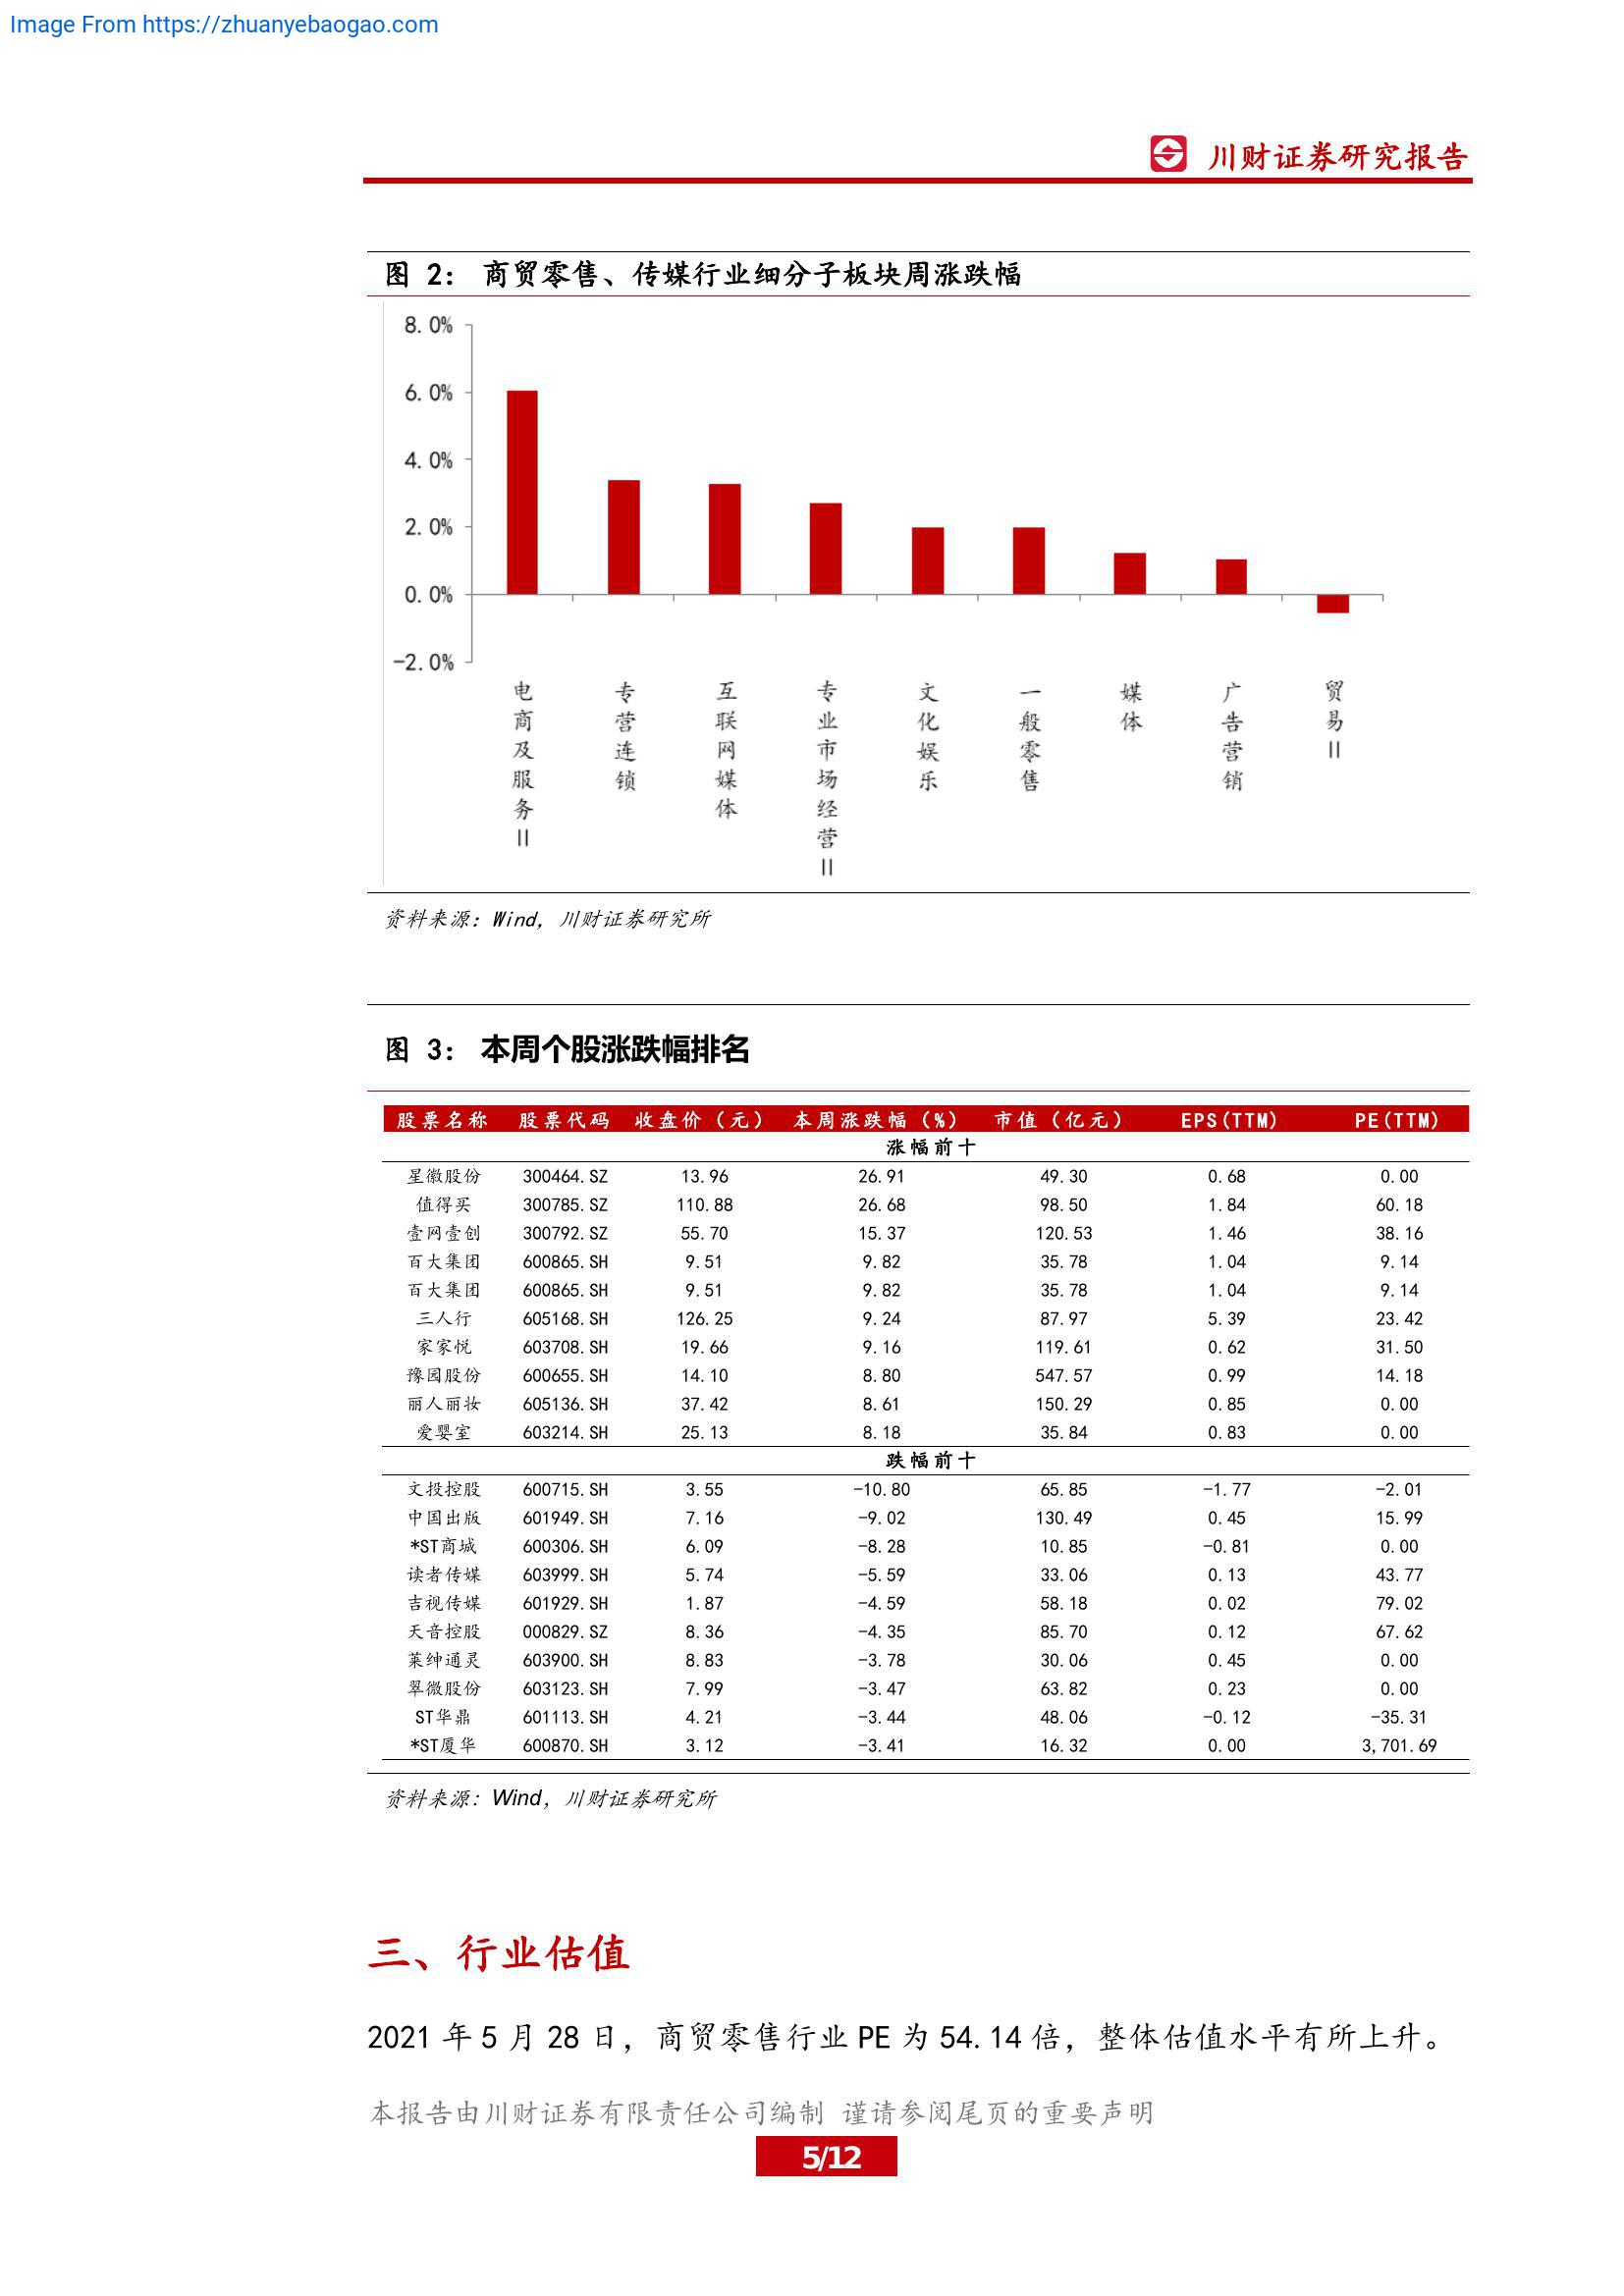 Image From https://zhuanyebaogao.com
川财证券研究报告
图 2： 商贸零售、传媒行业细分子板块周涨跌幅
8.0%
6.0%
4.0%
2.0%
0.0%
-2.0%
电商及服务Ⅱ
专营连锁
互联网媒体
专业市场经营Ⅱ
文化娱乐
一般零售
媒体
广告营销
贸易Ⅱ
资料来源：Wind，川财证券研究所
图 3： 本周个股涨跌幅排名
股票名称 股票代码 收盘价（元） 本周涨跌幅（%） 市值（亿元） EPS(TTM) PE(TTM)
涨幅前十
星徽股份 300464.SZ 13.96 26.91 49.30 0.68 0.00
值得买 300785.SZ 110.88 26.68 98.50 1.84 60.18
壹网壹创 300792.SZ 55.70 15.37 120.53 1.46 38.16
百大集团 600865.SH 9.51 9.82 35.78 1.04 9.14
百大集团 600865.SH 9.51 9.82 35.78 1.04 9.14
三人行 605168.SH 126.25 9.24 87.97 5.39 23.42
家家悦 603708.SH 19.66 9.16 119.61 0.62 31.50
豫园股份 600655.SH 14.10 8.80 547.57 0.99 14.18
丽人丽妆 605136.SH 37.42 8.61 150.29 0.85 0.00
爱婴室 603214.SH 25.13 8.18 35.84 0.83 0.00
跌幅前十
文投控股 600715.SH 3.55 -10.80 65.85 -1.77 -2.01
中国出版 601949.SH 7.16 -9.02 130.49 0.45 15.99
*ST商城 600306.SH 6.09 -8.28 10.85 -0.81 0.00
读者传媒 603999.SH 5.74 -5.59 33.06 0.13 43.77
吉视传媒 601929.SH 1.87 -4.59 58.18 0.02 79.02
天音控股 000829.SZ 8.36 -4.35 85.70 0.12 67.62
莱绅通灵 603900.SH 8.83 -3.78 30.06 0.45 0.00
翠微股份 603123.SH 7.99 -3.47 63.82 0.23 0.00
ST华鼎 601113.SH 4.21 -3.44 48.06 -0.12 -35.31
*ST厦华 600870.SH 3.12 -3.41 16.32 0.00 3,701.69
资料来源：Wind，川财证券研究所
三、行业估值
2021 年 5 月 28 日，商贸零售行业 PE 为 54.14 倍，整体估值水平有所上升。
本报告由川财证券有限责任公司编制 谨请参阅尾页的重要声明
5/12